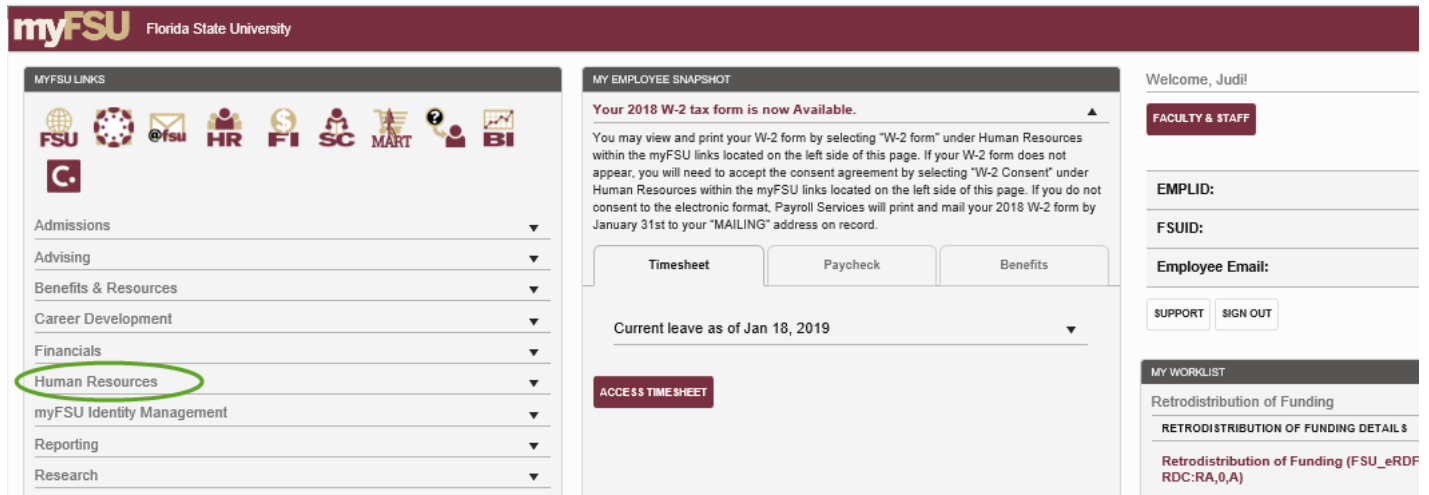 myFSU Florida State University
MYFSU LINKS
FSU @fsu HR FI SC MART BI
C.
Admissions
Advising
Benefits & Resources
Career Development
Financials
Human Resources
myFSU Identity Management
Reporting
Research
MY EMPLOYEE SNAPSHOT
Your 2018 W-2 tax form is now Available.
You may view and print your W-2 form by selecting "W-2 form" under Human Resources
within the myFSU links located on the left side of this page. If your W-2 form does not
appear, you will need to accept the consent agreement by selecting "W-2 Consent" under
Human Resources within the myFSU links located on the left side of this page. If you do not
consent to the electronic format, Payroll Services will print and mail your 2018 W-2 form by
January 31st to your "MAILING" address on record.
Timesheet Paycheck Benefits
Current leave as of Jan 18, 2019
ACCESS TIMESHEET
Welcome, Judi!
FACULTY & STAFF
EMPLID:
FSUID:
Employee Email:
SUPPORT SIGN OUT
MY WORKLIST
Retrodistribution of Funding
RETRODISTRIBUTION OF FUNDING DETAILS
Retrodistribution of Funding (FSU_eRDF
RDC:RA,0,A)